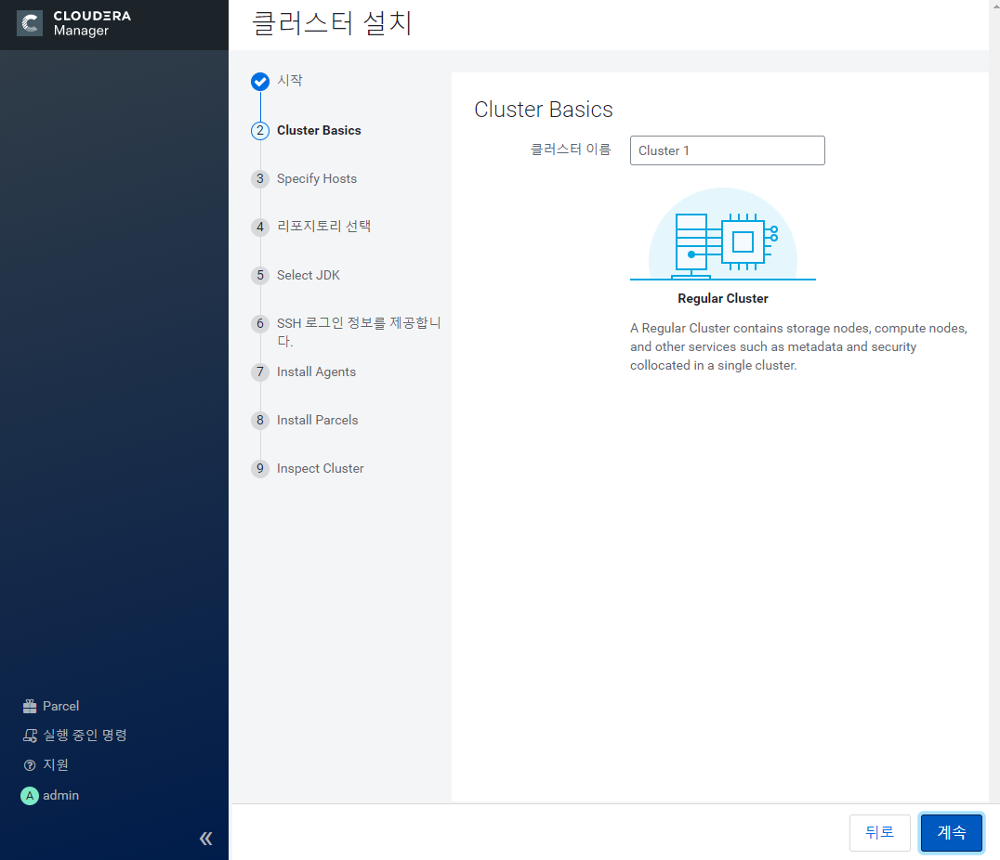 CLOUDERA
Manager
클러스터 설치
시작
2 Cluster Basics
3 Specify Hosts
4 리포지토리 선택
5 Select JDK
6 SSH 로그인 정보를 제공합니
다.
7 Install Agents
8 Install Parcels
9 Inspect Cluster
Cluster Basics
클러스터 이름 Cluster 1
Regular Cluster
A Regular Cluster contains storage nodes, compute nodes,
and other services such as metadata and security
collocated in a single cluster.
Parcel
실행 중인 명령
지원
A admin
뒤로 계속